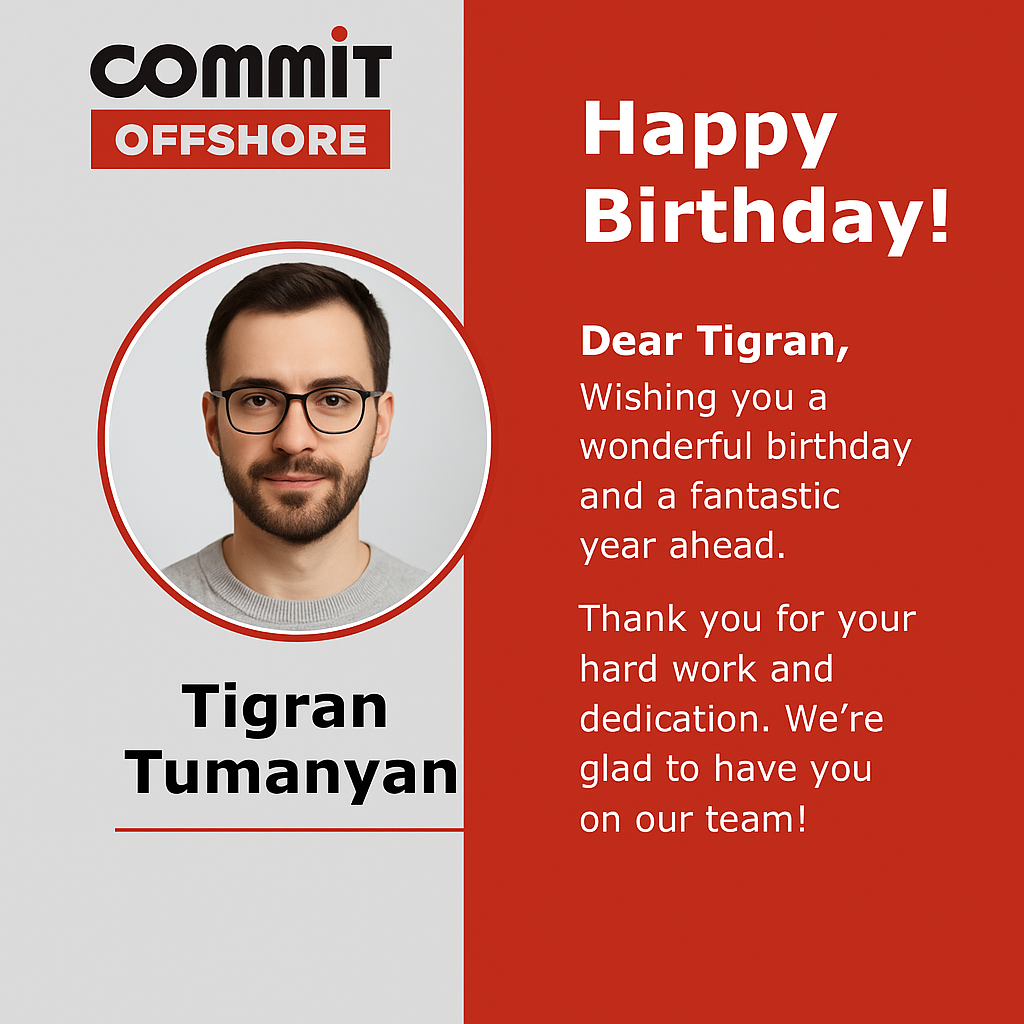 commit
OFFSHORE
Tigran
Tumanyan
Happy
Birthday!
Dear Tigran,
Wishing you a
wonderful birthday
and a fantastic
year ahead.
Thank you for your
hard work and
dedication. We’re
glad to have you
on our team!